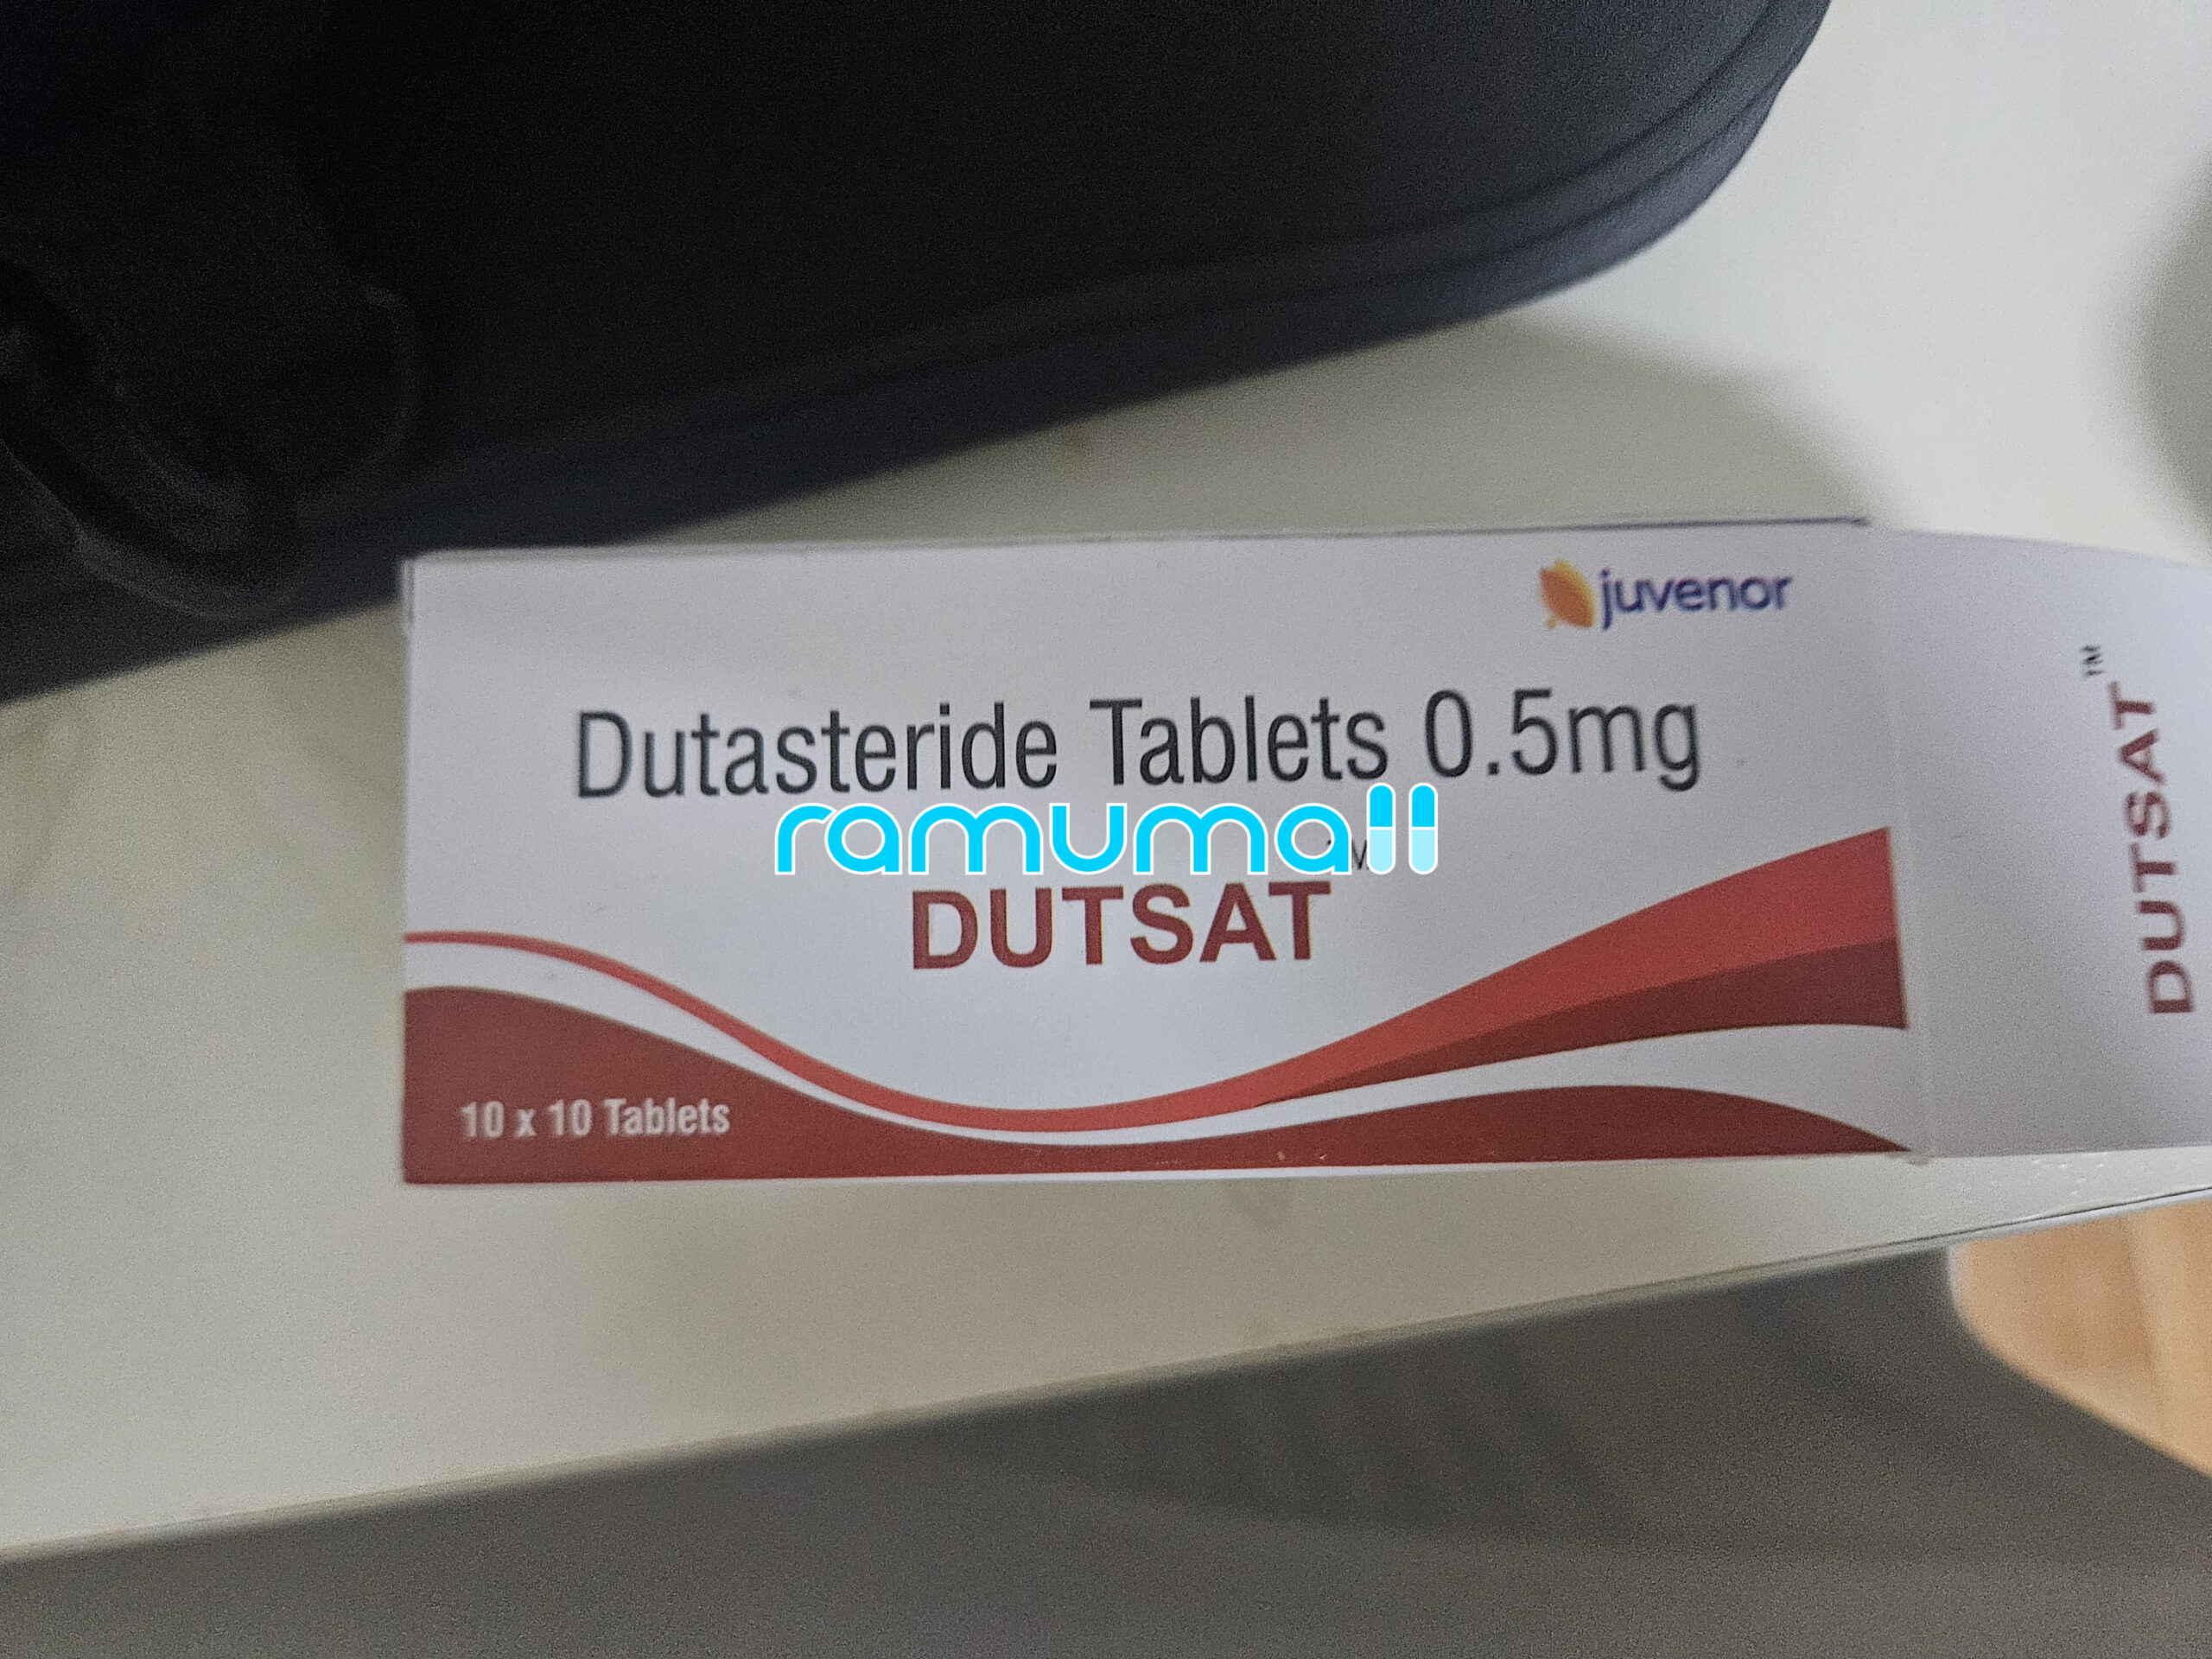 juvenor
Dutasteride Tablets 0.5mg
ramumall
DUTSAT
10 x 10 Tablets
DUTSAT™